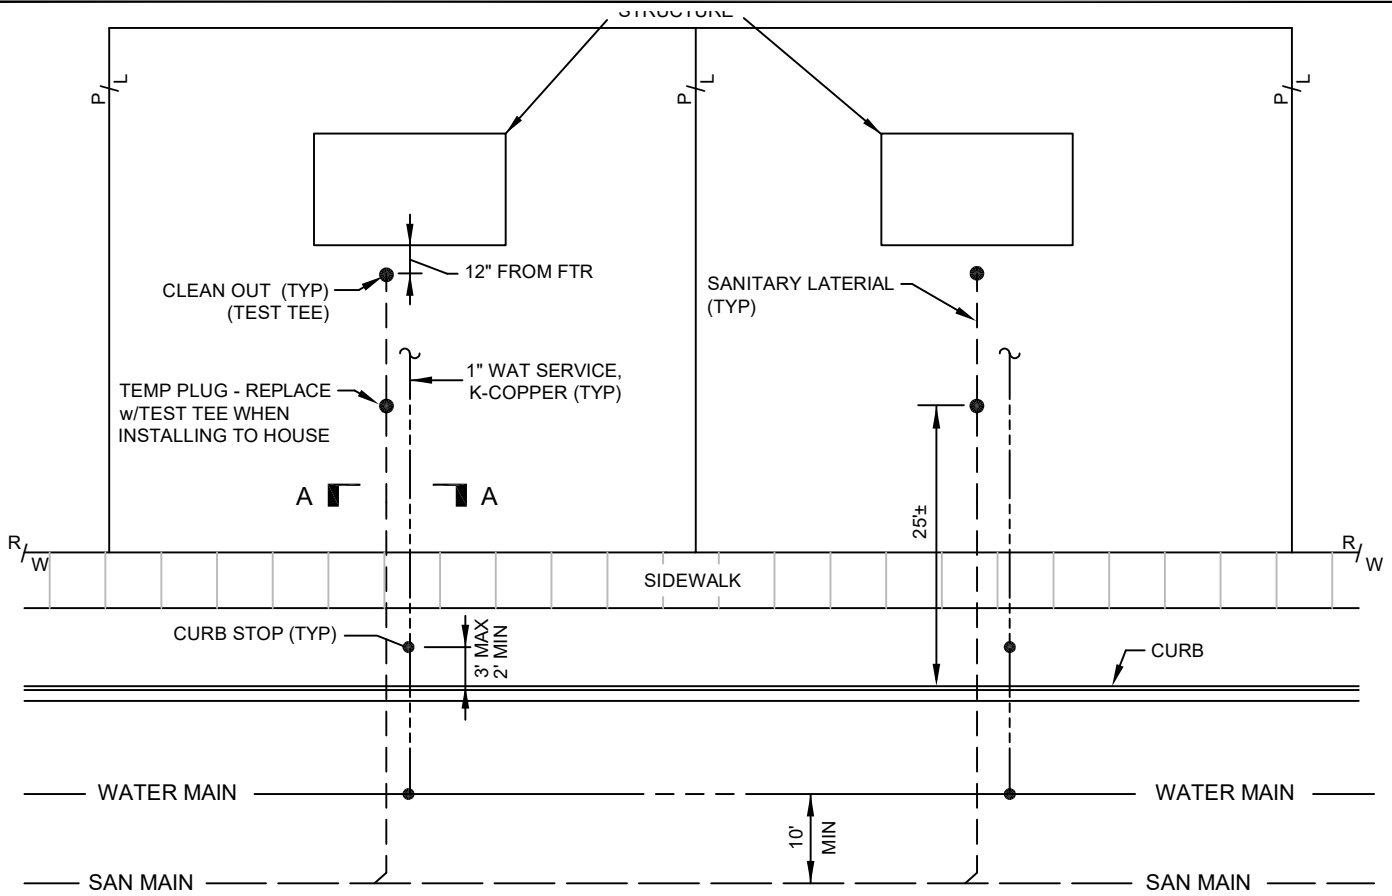 STRUCTURE
P/L
P/L
P/L
12" FROM FTR
CLEAN OUT (TYP)
(TEST TEE)
SANITARY LATERIAL
(TYP)
1" WAT SERVICE,
K-COPPER (TYP)
TEMP PLUG - REPLACE
w/TEST TEE WHEN
INSTALLING TO HOUSE
A
A
25'±
R/W
R/W
SIDEWALK
CURB STOP (TYP)
3' MAX
2' MIN
CURB
WATER MAIN
WATER MAIN
10'
MIN
SAN MAIN
SAN MAIN